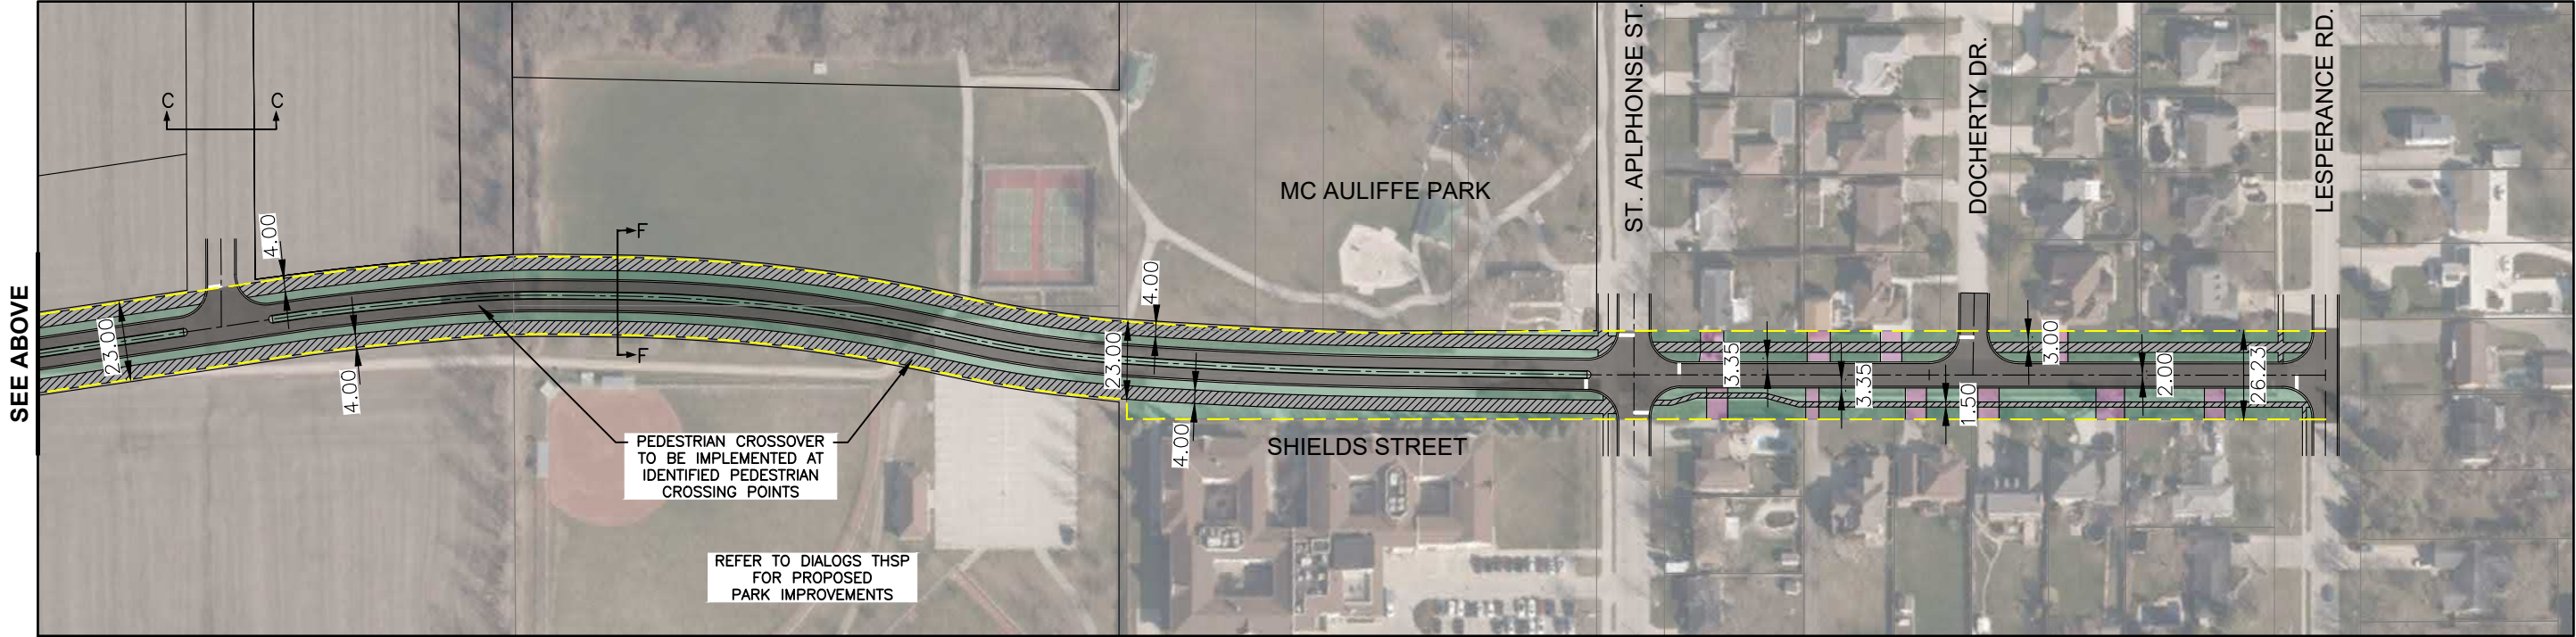 SEE ABOVE
C
C
4.00
23.00
4.00
F
F
PEDESTRIAN CROSSOVER
TO BE IMPLEMENTED AT
IDENTIFIED PEDESTRIAN
CROSSING POINTS
REFER TO DIALOGS THSP
FOR PROPOSED
PARK IMPROVEMENTS
4.00
23.00
4.00
MC AULIFFE PARK
SHIELDS STREET
ST. APLPHONSE ST.
3.35
3.35
1.50
DOCHERTY DR.
3.00
2.00
26.23
LESPERANCE RD.